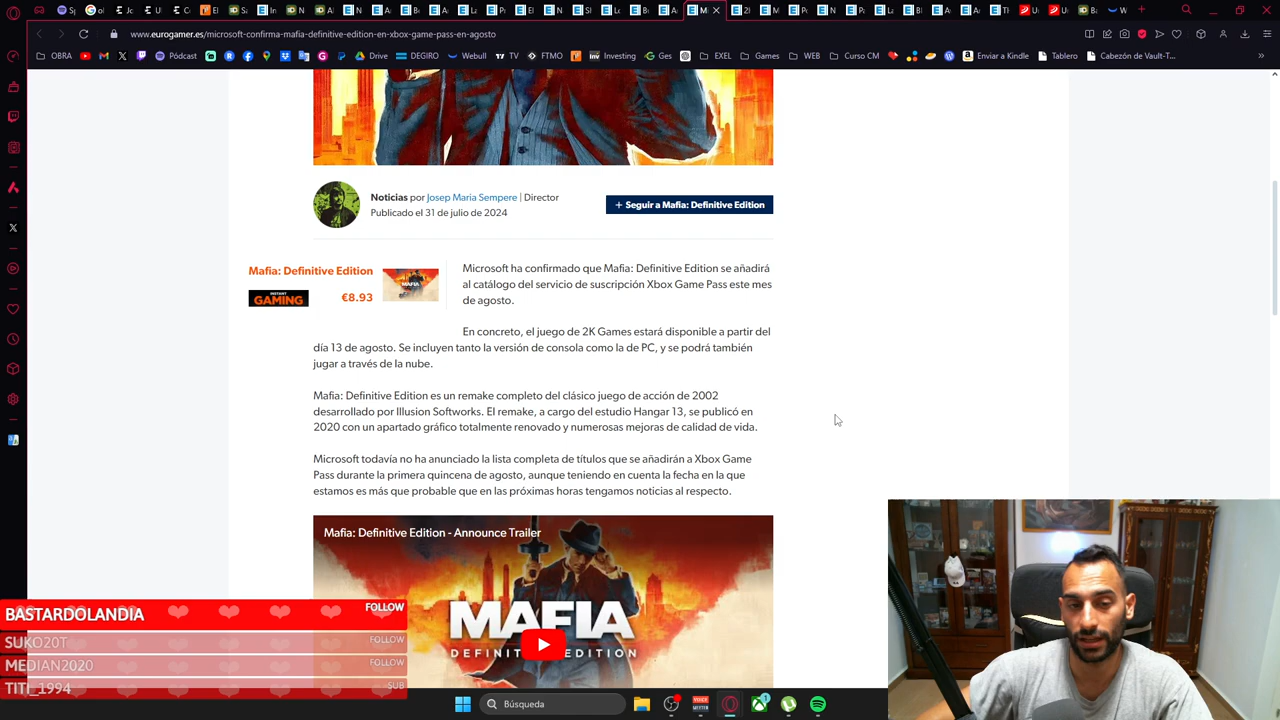 www.eurogamer.es/microsoft-confirma-mafia-definitive-edition-en-xbox-game-pass-en-agosto
OBRA
Pódcast
Drive
DEGIRO
Webull
TV
FTMO
Investing
Ges
EXEL
Games
WEB
Curso CM
Enviar a Kindle
Tablero
Cabezón de Vault-T...
Noticias por Josep Maria Sempere | Director
Publicado el 31 de julio de 2024
+ Seguir a Mafia: Definitive Edition
Mafia: Definitive Edition
INSTANT GAMING
€8.93
MAFIA
Microsoft ha confirmado que Mafia: Definitive Edition se añadirá
al catálogo del servicio de suscripción Xbox Game Pass este mes
de agosto.
En concreto, el juego de 2K Games estará disponible a partir del
día 13 de agosto. Se incluyen tanto la versión de consola como la de PC, y se podrá también
jugar a través de la nube.
Mafia: Definitive Edition es un remake completo del clásico juego de acción de 2002
desarrollado por Illusion Softworks. El remake, a cargo del estudio Hangar 13, se publicó en
2020 con un apartado gráfico totalmente renovado y numerosas mejoras de calidad de vida.
Microsoft todavía no ha anunciado la lista completa de títulos que se añadirán a Xbox Game
Pass durante la primera quincena de agosto, aunque teniendo en cuenta la fecha en la que
estamos es más que probable que en las próximas horas tengamos noticias al respecto.
Mafia: Definitive Edition - Announce Trailer
MAFIA
DEFINITIVE EDITION
BASTARDOLANDIA
FOLLOW
SUKO20T
FOLLOW
MEDIAN2020
FOLLOW
TITI_1994
SUB
Búsqueda